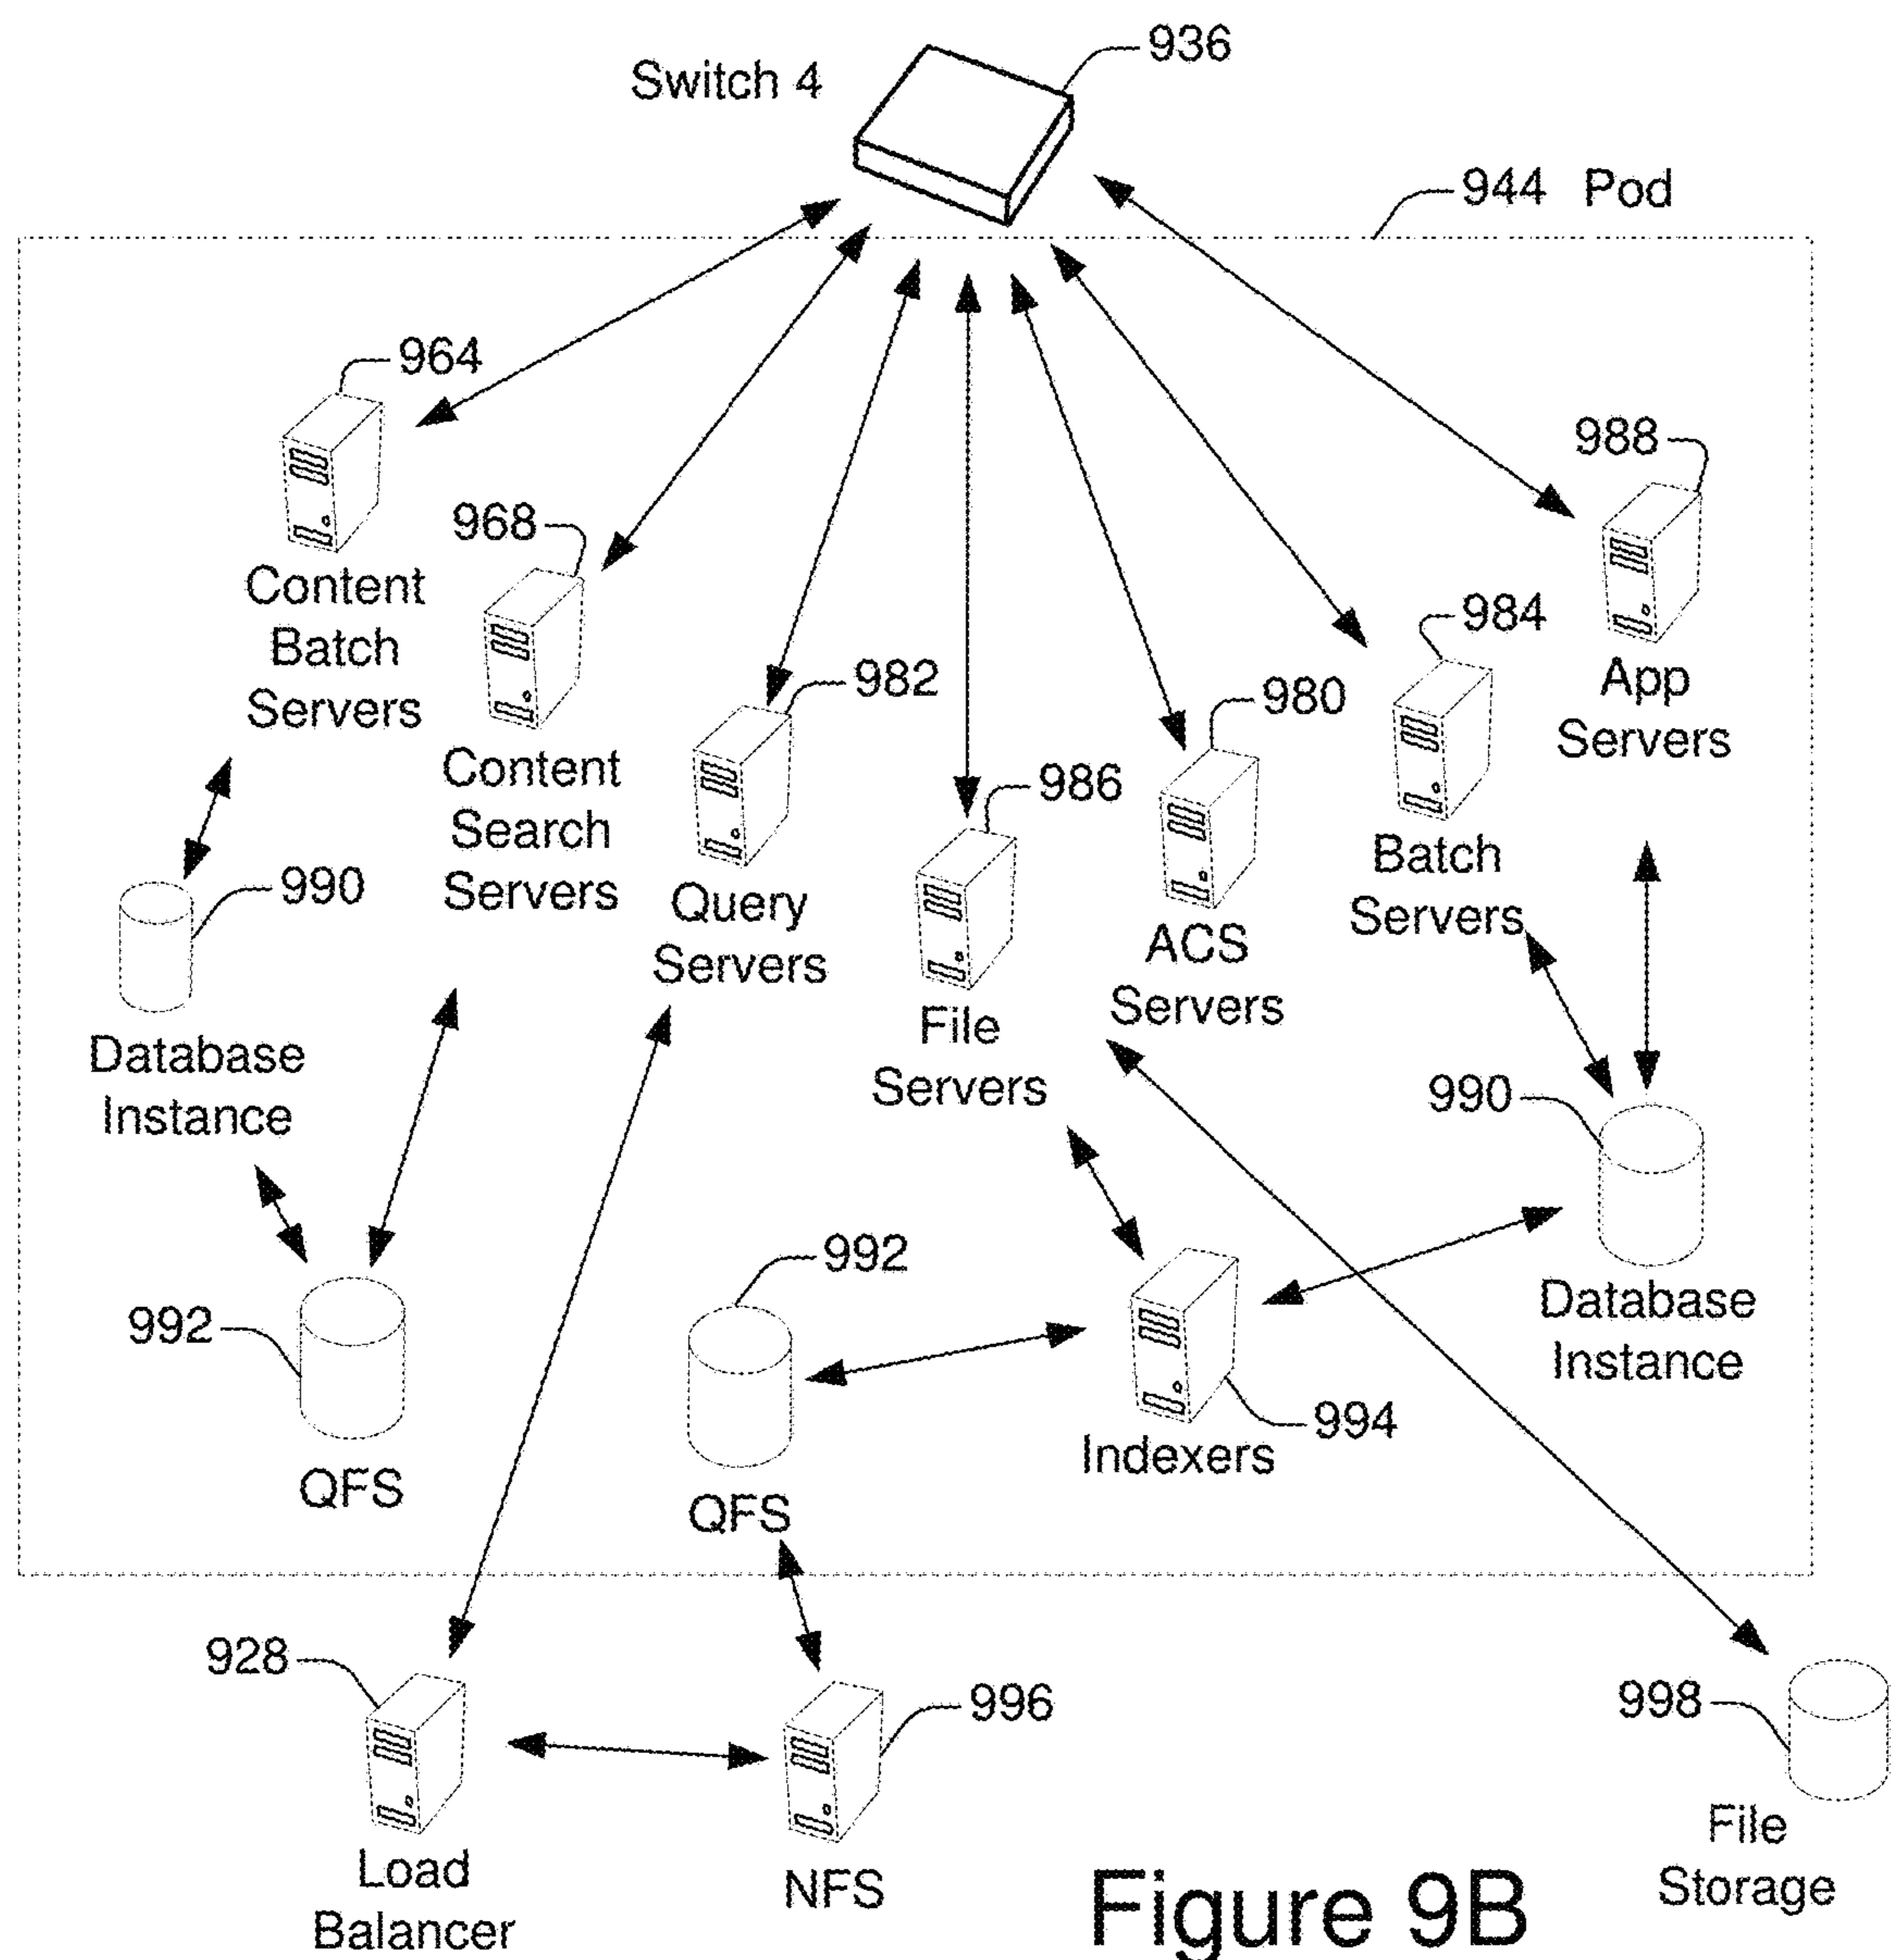 936
Switch 4
944 Pod
964
Content
Batch
Servers
988
App
Servers
968
Content
Search
Servers
984
Batch
Servers
982
Query
Servers
980
ACS
Servers
986
File
Servers
990
Database
Instance
990
Database
Instance
992
QFS
992
QFS
994
Indexers
928
Load
Balancer
996
NFS
998
File
Storage
Figure 9B